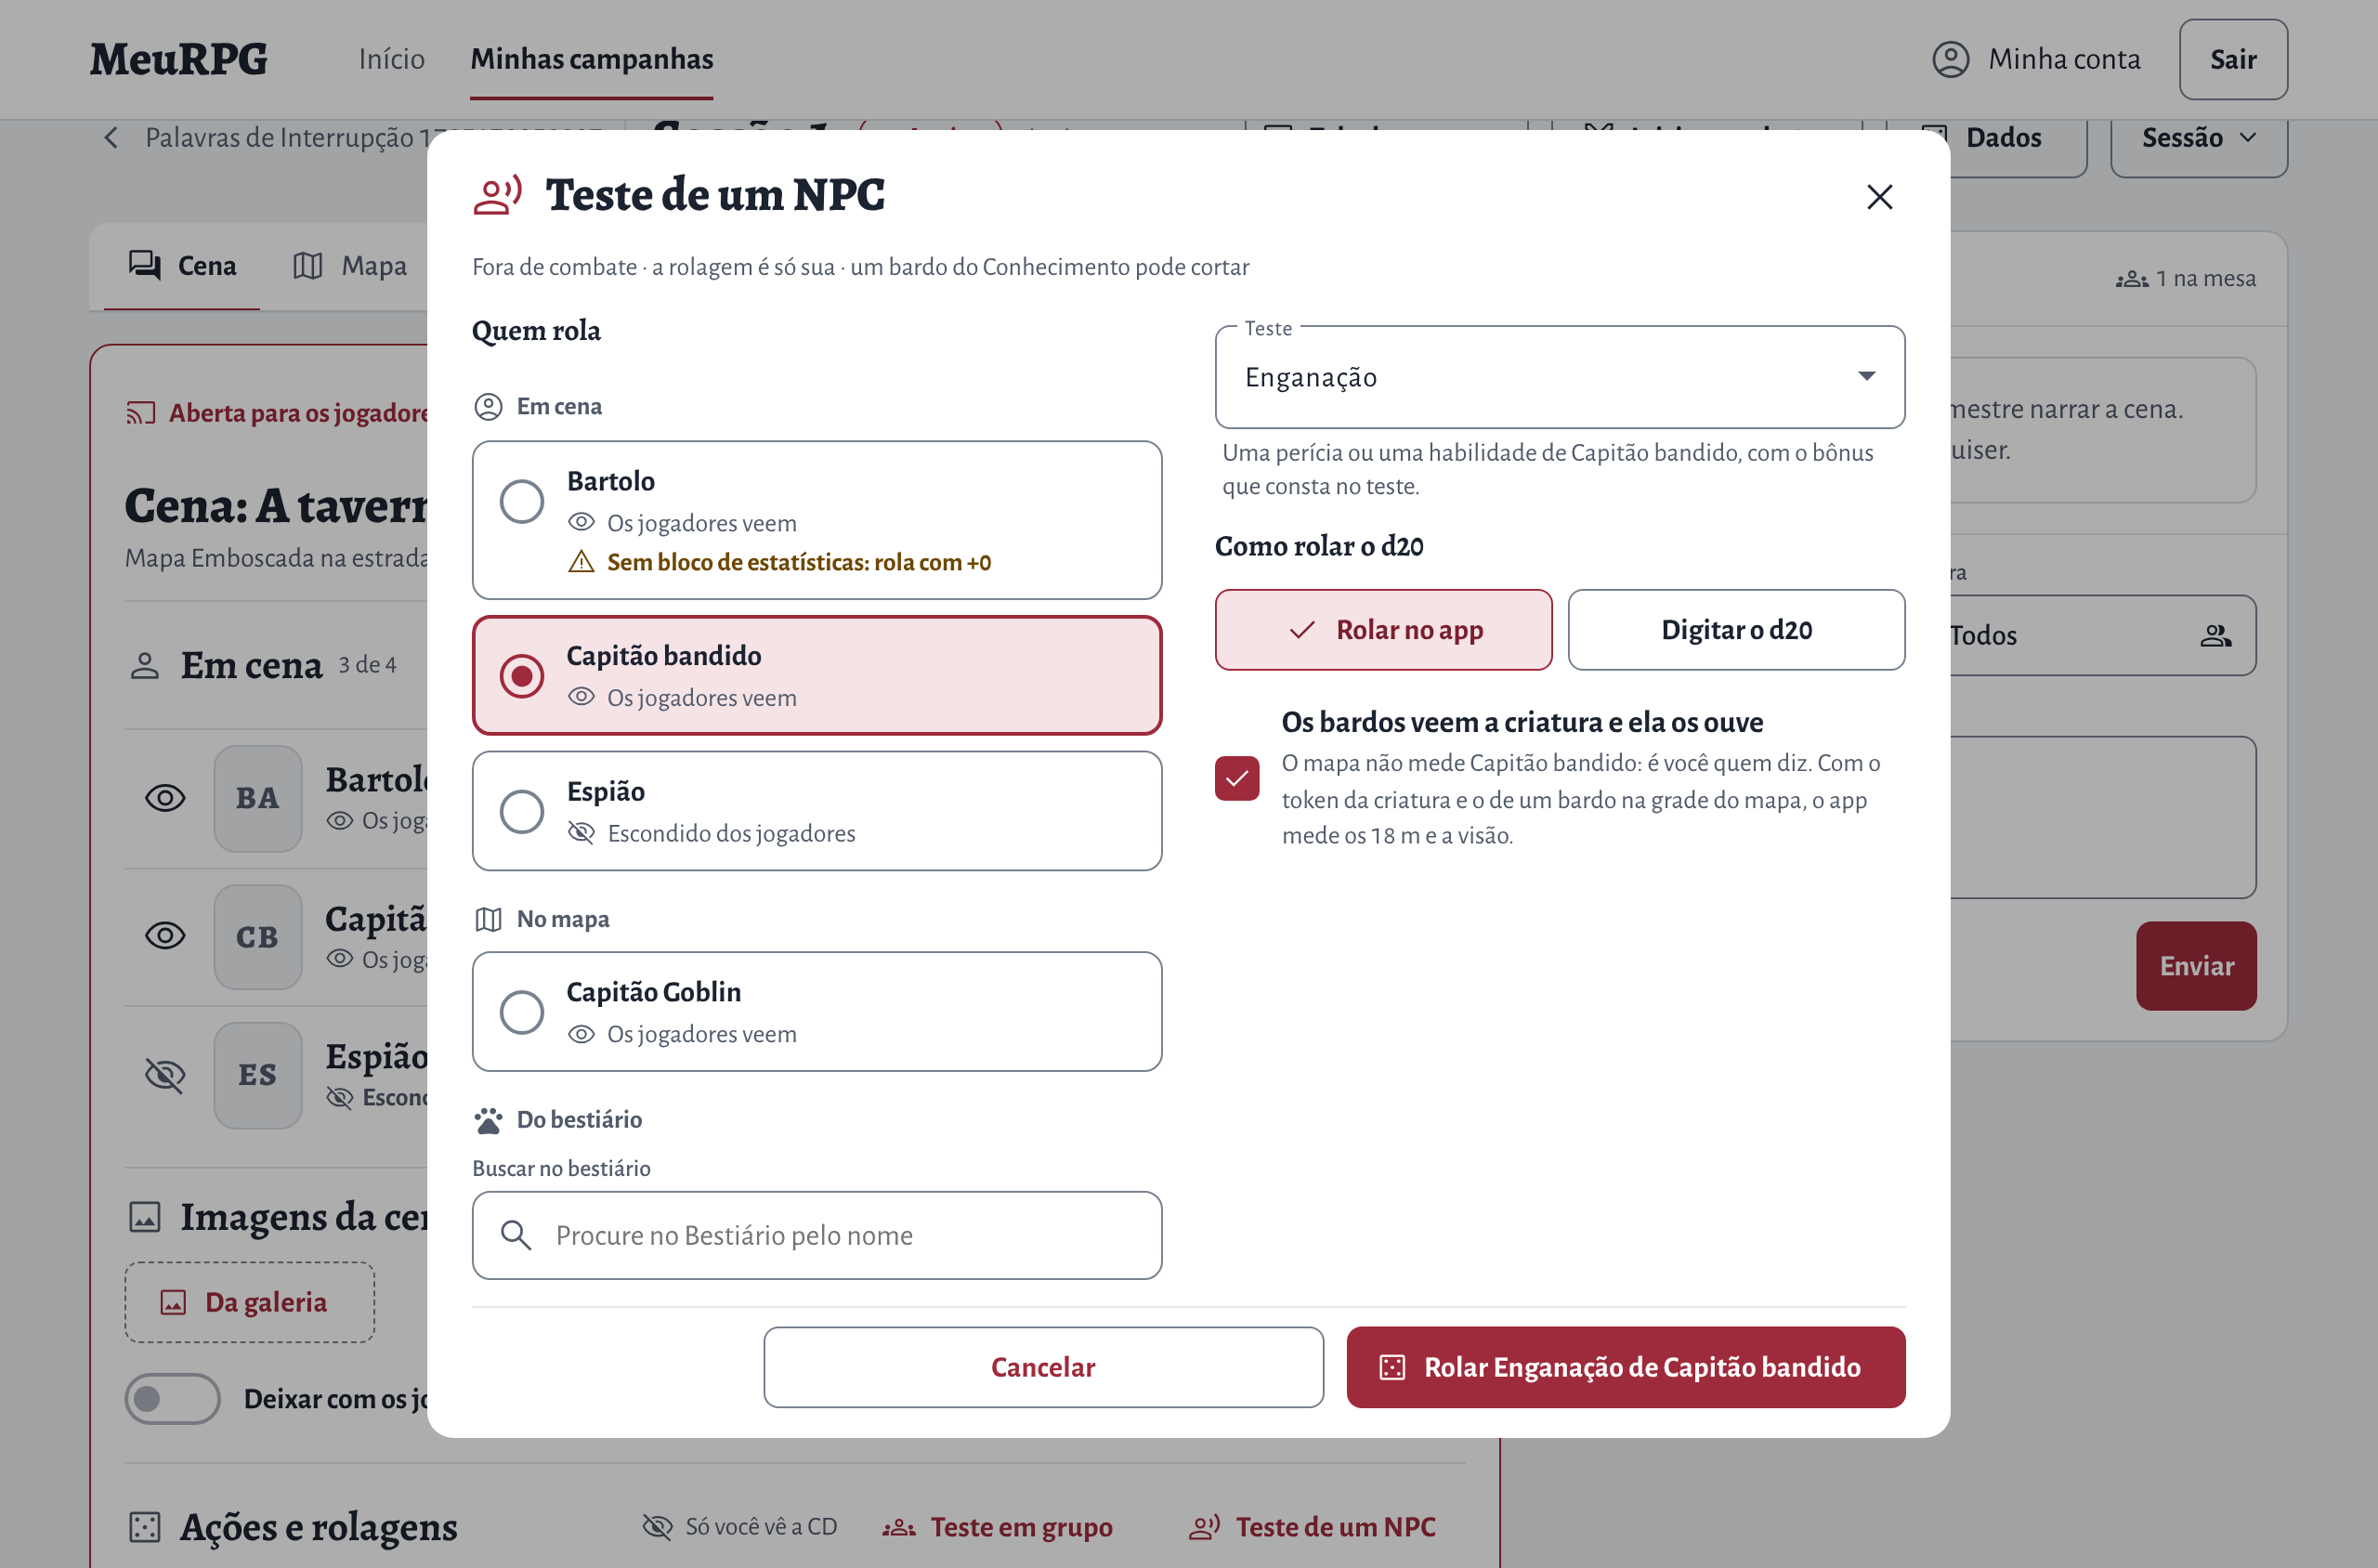 MeuRPG
Início
Minhas campanhas
Minha conta
Sair
Palavras de Interrupção
Dados
Sessão
Cena
Mapa
1 na mesa
Aberta para os
Cena: A
Mapa Emboscada na estrada
Em cena 3 de 4
BA
Os
CB
Os
ES
Espião
Imagens da
Da galeria
Deixar com os
Ações e rolagens
Só você vê a CD
Teste em grupo
Teste de um NPC
Teste de um NPC
Fora de combate · a rolagem é só sua · um bardo do Conhecimento pode cortar
Quem rola
Em cena
Bartolo
Os jogadores veem
Sem bloco de estatísticas: rola com +0
Capitão bandido
Os jogadores veem
Espião
Escondido dos jogadores
No mapa
Capitão Goblin
Os jogadores veem
Do bestiário
Buscar no bestiário
Procure no Bestiário pelo nome
Teste
Enganação
Uma perícia ou uma habilidade de Capitão bandido, com o bônus
que consta no teste.
Como rolar o d20
Rolar no app
Digitar o d20
Os bardos veem a criatura e ela os ouve
O mapa não mede Capitão bandido: é você quem diz. Com o
token da criatura e o de um bardo na grade do mapa, o app
mede os 18 m e a visão.
Cancelar
Rolar Enganação de Capitão bandido
mestre narrar a cena.
Todos
Enviar